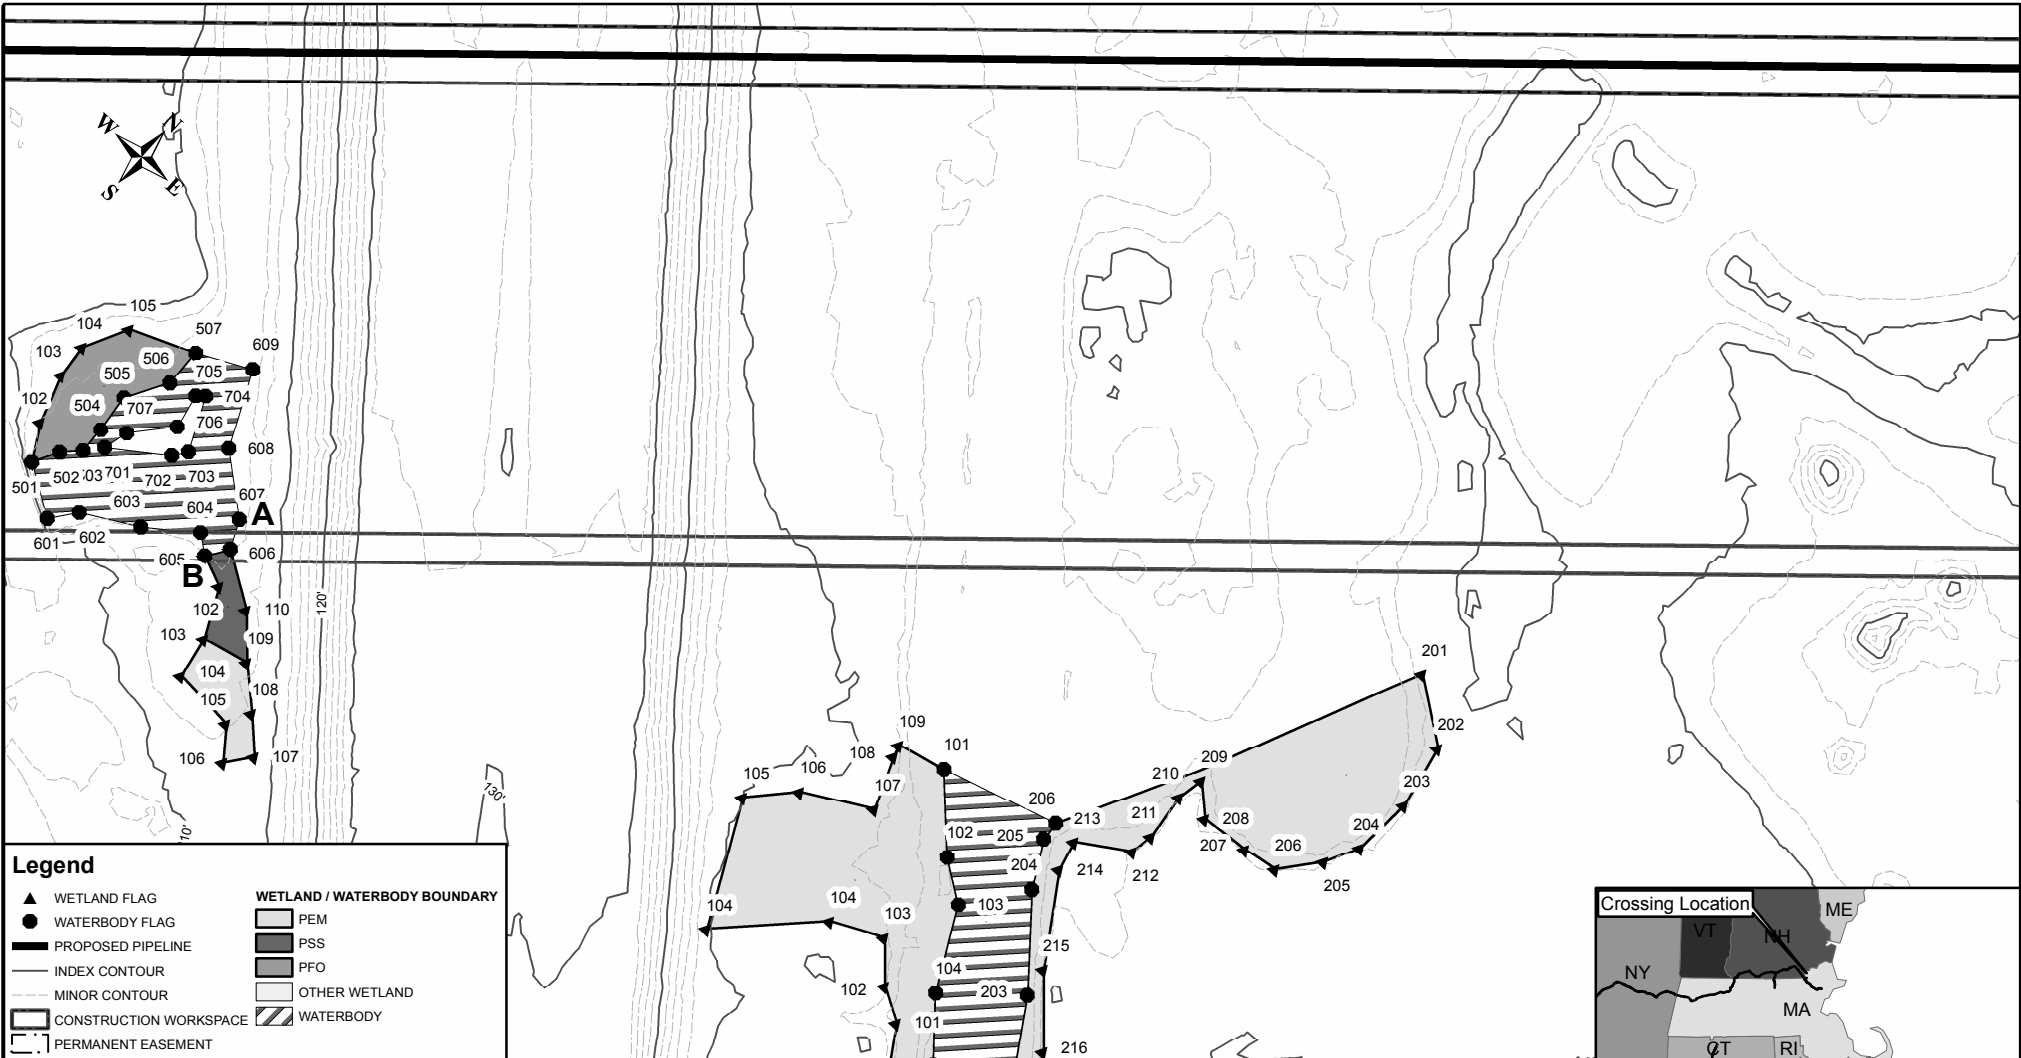 W N
S E
105
104 507
103 506 609
505 705
102 504 707 704
706
608
501 502 03 701 702 703
603 604 607 A
601 602
605 606
B
102 110
120'
103 109
104
105 108
106 107
201
202
109 101
108 209
105 106 107 210 203
206
213 211 208 204
102 205 207 206
204 214 212 205
104 104 103 103
215
104
102 203
101
216
130'
10'
Legend
WETLAND FLAG
WATERBODY FLAG
PROPOSED PIPELINE
INDEX CONTOUR
MINOR CONTOUR
CONSTRUCTION WORKSPACE
PERMANENT EASEMENT
WETLAND / WATERBODY BOUNDARY
PEM
PSS
PFO
OTHER WETLAND
WATERBODY
Crossing Location
ME
VT
NH
NY
MA
CT RI